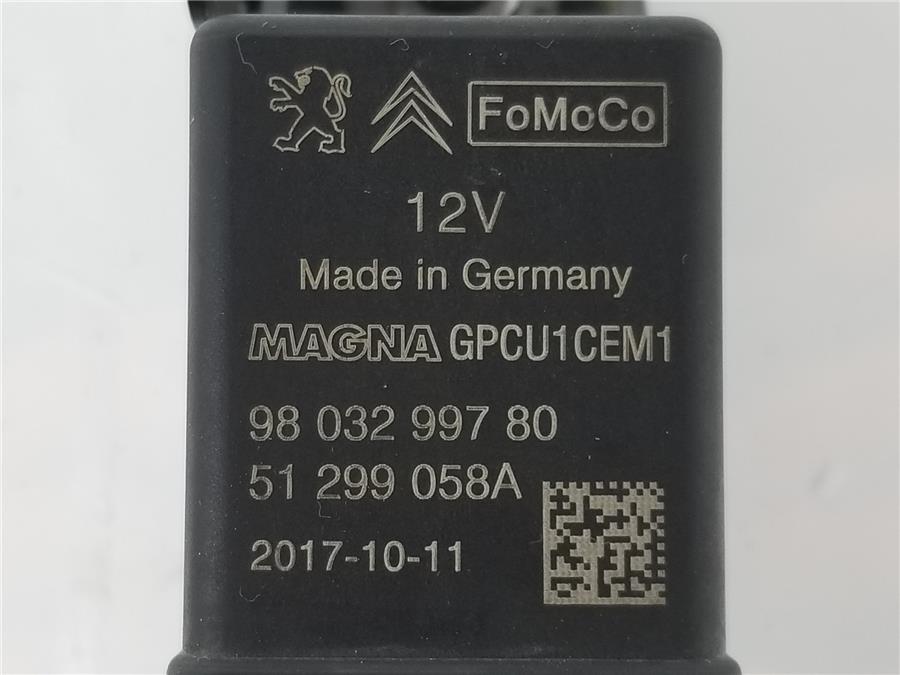 FoMoCo
12V
Made in Germany
MAGNA GPCU1CEM1
98 032 997 80
51 299 058A
2017-10-11